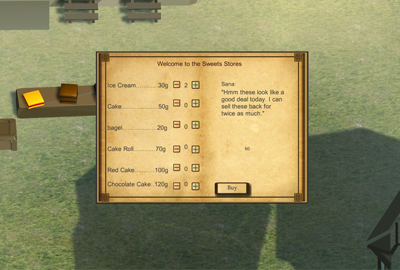 Welcome to the Sweets Stores
Ice Cream..........30g 2
Cake................50g 0
bagel...............20g 0
Cake Roll..........70g 0
Red Cake..........100g 0
Chocolate Cake..120g 0
Sana:
"Hmm these look like a
good deal today. I can
sell these back for
twice as much."
Buy